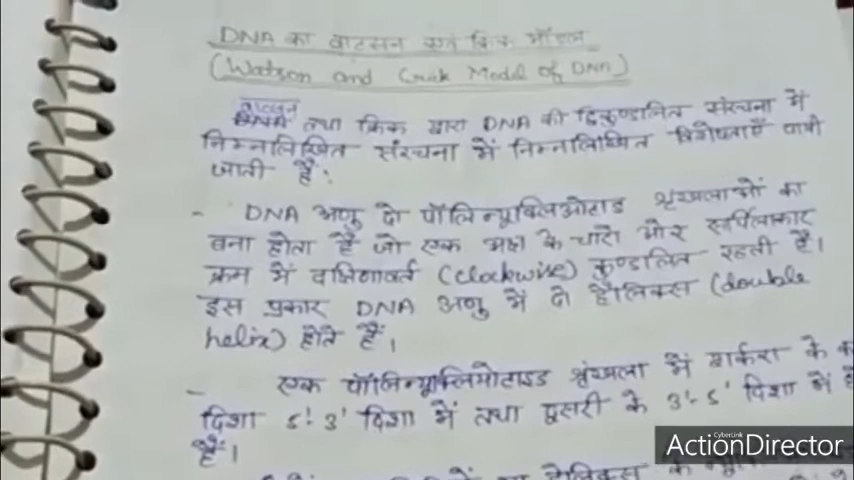 DNA का वाटसन एवं क्रिक मॉडल
(Watson and Crick Model of DNA)
वाटसन
तथा क्रिक द्वारा DNA की द्विकुण्डलित संरचना में
निम्नलिखित संरचना में निम्नलिखित विशेषताएँ पायी
जाती हैं:
- DNA अणु दो पॉलिन्यूक्लिओटाइड श्रृंखलाओं का
बना होता है जो एक अक्ष के चारो ओर सर्पिलाकार
क्रम में दक्षिणावर्त (clockwise) कुण्डलित रहती है।
इस प्रकार DNA अणु में दो हैलिक्स (double
helix) होते हैं।
- एक पॉलिन्यूक्लिओटाइड श्रृंखला में शर्करा के
दिशा 5'-3' दिशा में तथा दूसरी के 3'-5' दिशा में
हैं।
CyberLink
ActionDirector